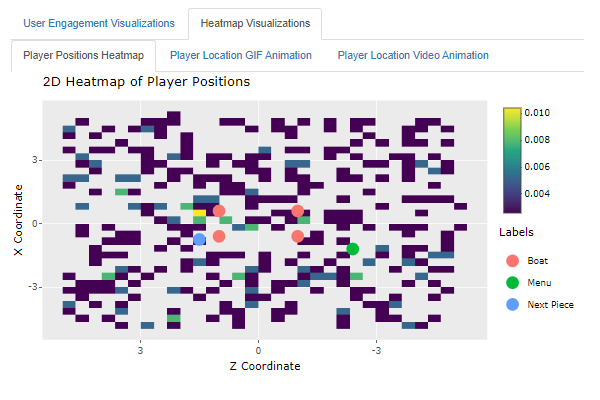 User Engagement Visualizations Heatmap Visualizations
Player Positions Heatmap Player Location GIF Animation Player Location Video Animation
2D Heatmap of Player Positions
X Coordinate
3
0
-3
3 0 -3
Z Coordinate
0.010
0.008
0.006
0.004
Labels
Boat
Menu
Next Piece